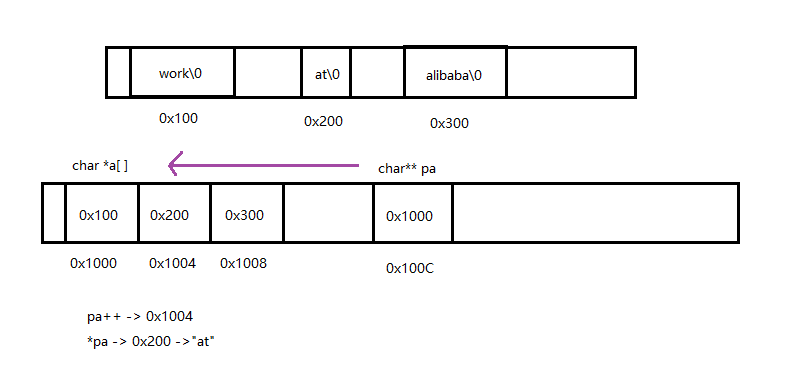 work\0 at\0 alibaba\0
0x100 0x200 0x300
char *a[ ] char** pa
0x100 0x200 0x300 0x1000
0x1000 0x1004 0x1008 0x100C
pa++ -> 0x1004
*pa -> 0x200 ->"at"